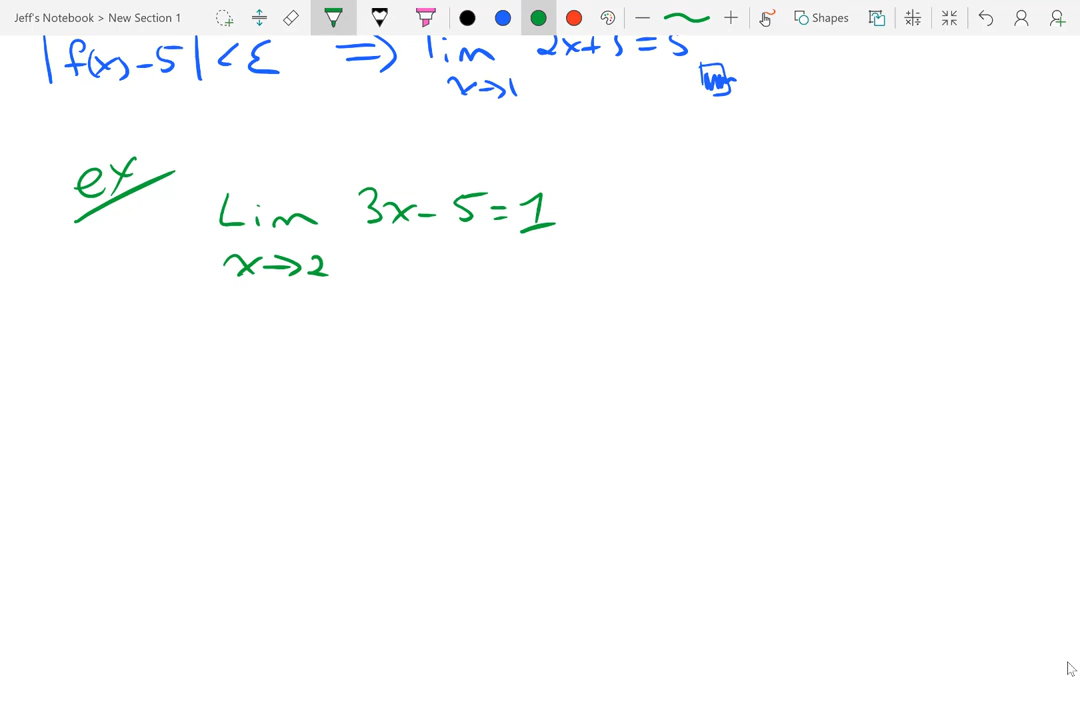 Jeff's Notebook > New Section 1
Shapes
|f(x)-5|<ε ⇒ lim 2x+3=5
x→1
ex
Lim 3x-5=1
x→2